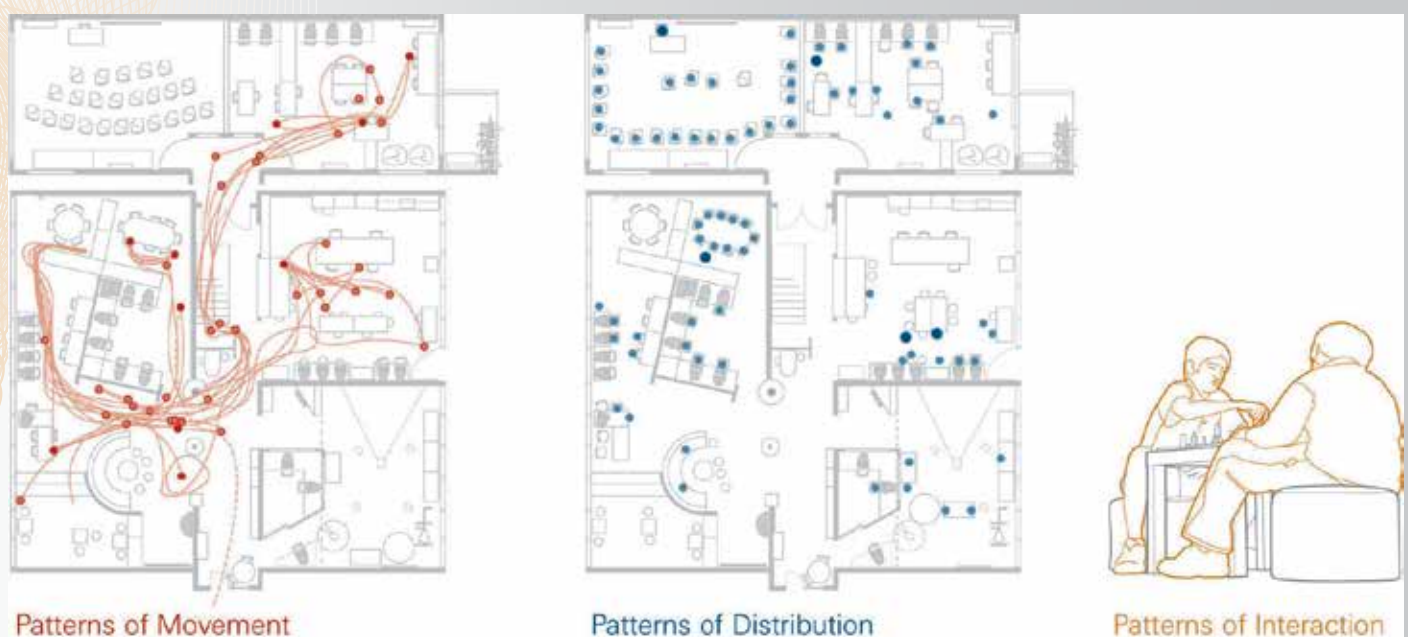 Patterns of Movement
Patterns of Distribution
Patterns of Interaction